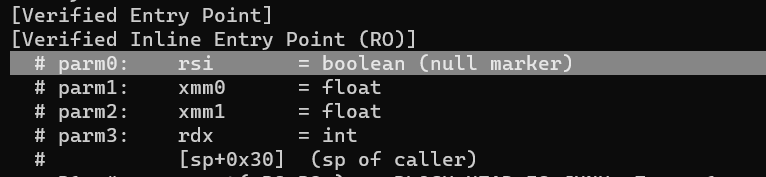 [Verified Entry Point]
[Verified Inline Entry Point (RO)]
# parm0: rsi = boolean (null marker)
# parm1: xmm0 = float
# parm2: xmm1 = float
# parm3: rdx = int
# [sp+0x30] (sp of caller)